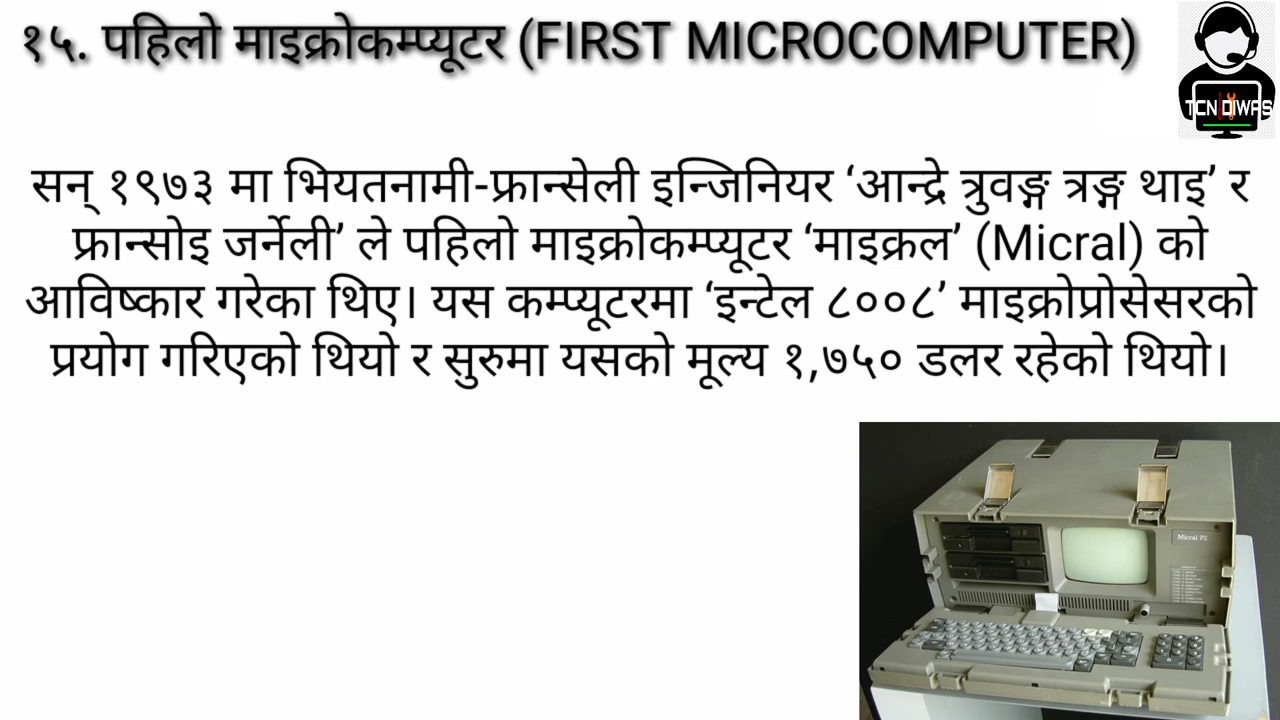 १५. पहिलो माइक्रोकम्प्यूटर (FIRST MICROCOMPUTER)
TCN DIWAS
सन् १९७३ मा भियतनामी-फ्रान्सेली इन्जिनियर ‘आन्द्रे त्रुवङ्ग त्रङ्ग थाइ’ र
फ्रान्सोइ जर्नेली’ ले पहिलो माइक्रोकम्प्यूटर ‘माइक्रल’ (Micral) को
आविष्कार गरेका थिए। यस कम्प्यूटरमा ‘इन्टेल ८००८’ माइक्रोप्रोसेसरको
प्रयोग गरिएको थियो र सुरुमा यसको मूल्य १,७५० डलर रहेको थियो।
Micral P2